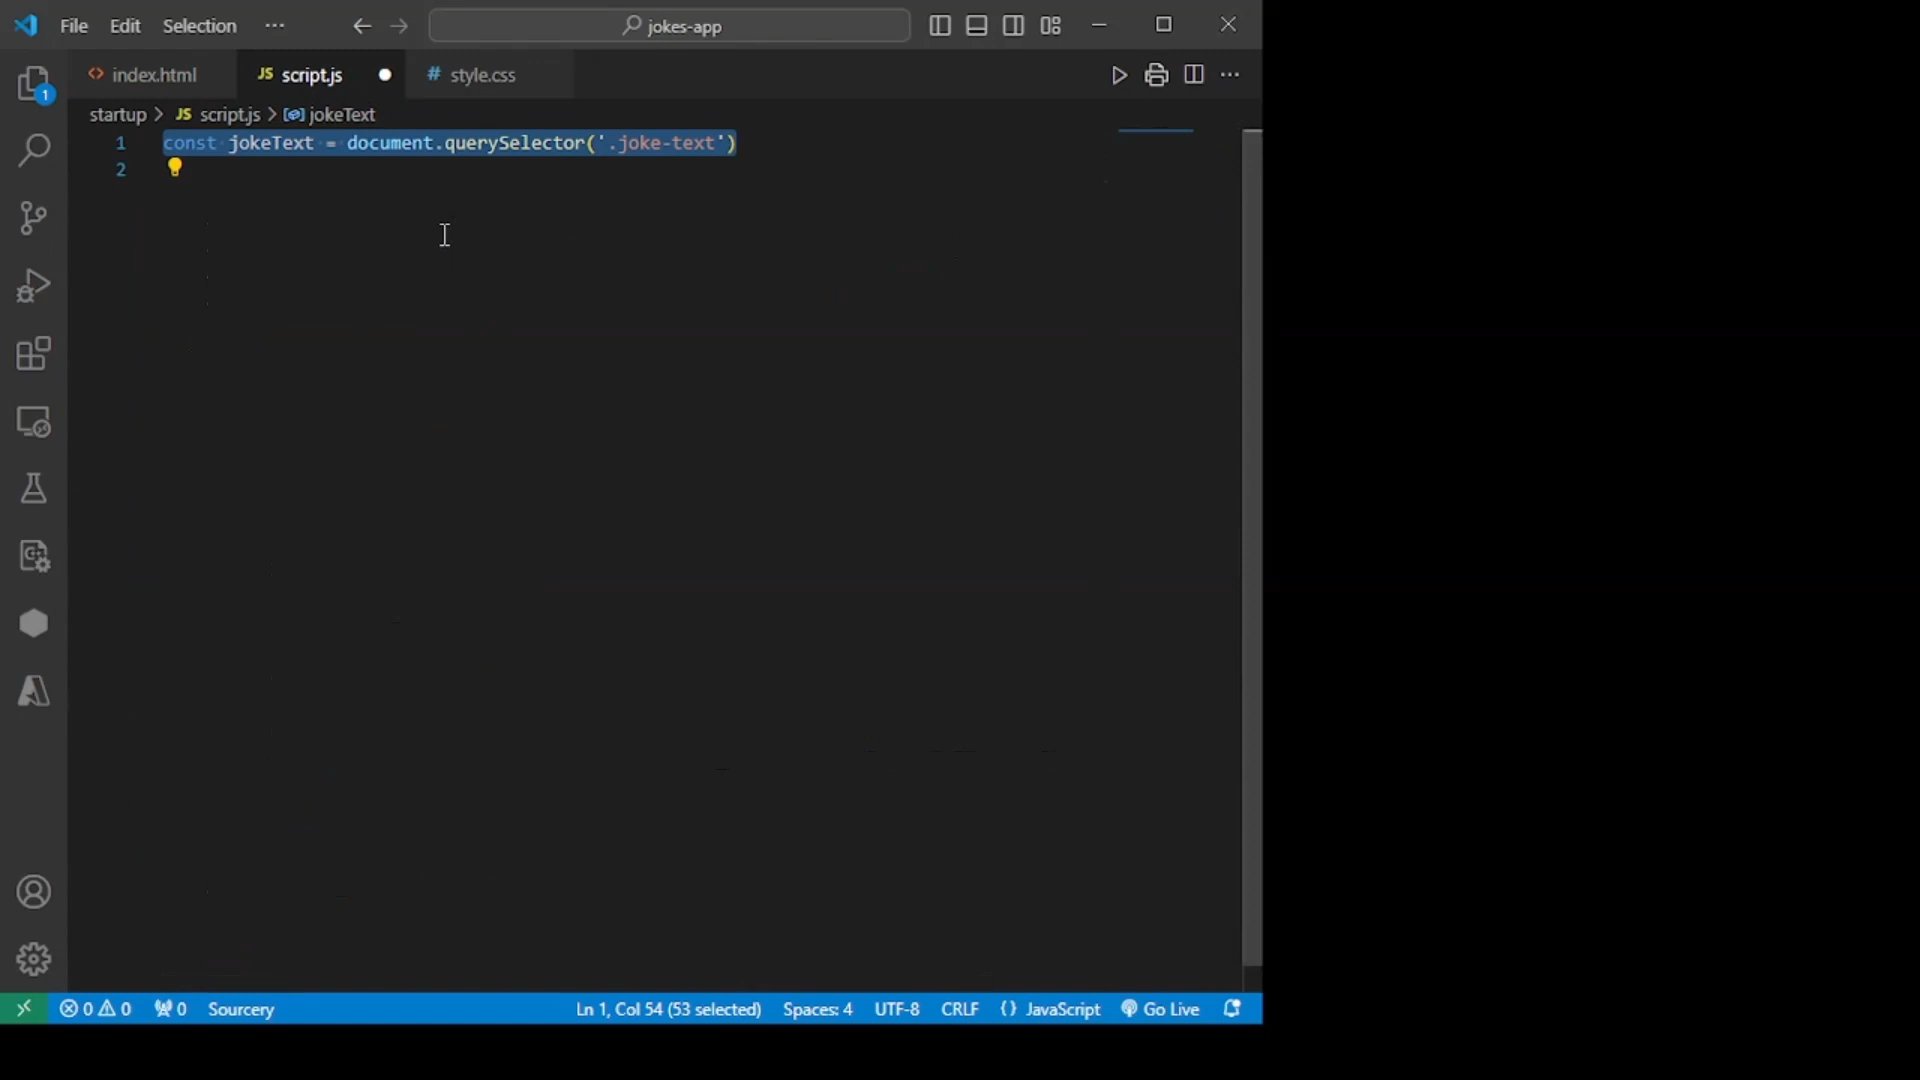 File Edit Selection ··· jokes-app
index.html JS script.js # style.css
1
startup > JS script.js > jokeText
1 const jokeText = document.querySelector('.joke-text')
2
0 0 0 Sourcery Ln 1, Col 54 (53 selected) Spaces: 4 UTF-8 CRLF {} JavaScript Go Live